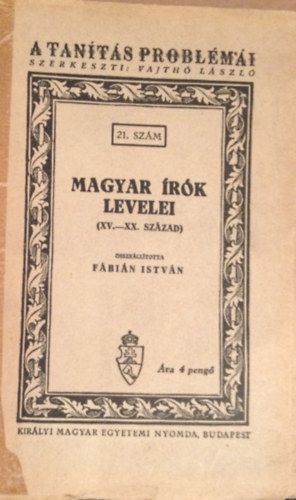 A TANÍTÁS PROBLÉMÁI
SZERKESZTI: VAJTHÓ LÁSZLÓ
21. SZÁM
MAGYAR ÍRÓK
LEVELEI
(XV.—XX. SZÁZAD)
ÖSSZEÁLLÍTOTTA
FÁBIÁN ISTVÁN
Ára 4 pengő
KIRÁLYI MAGYAR EGYETEMI NYOMDA, BUDAPEST